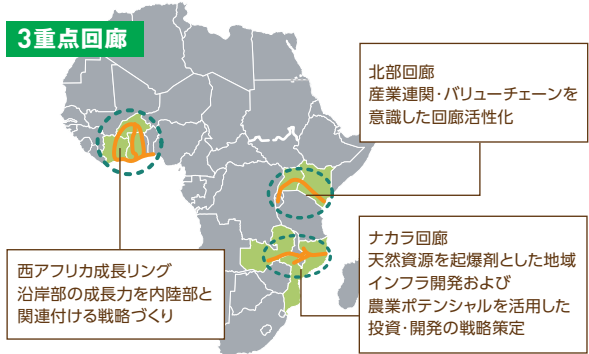 3重点回廊
北部回廊
産業連関・バリューチェーンを
意識した回廊活性化
西アフリカ成長リング
沿岸部の成長力を内陸部と
関連付ける戦略づくり
ナカラ回廊
天然資源を起爆剤とした地域
インフラ開発および
農業ポテンシャルを活用した
投資・開発の戦略策定